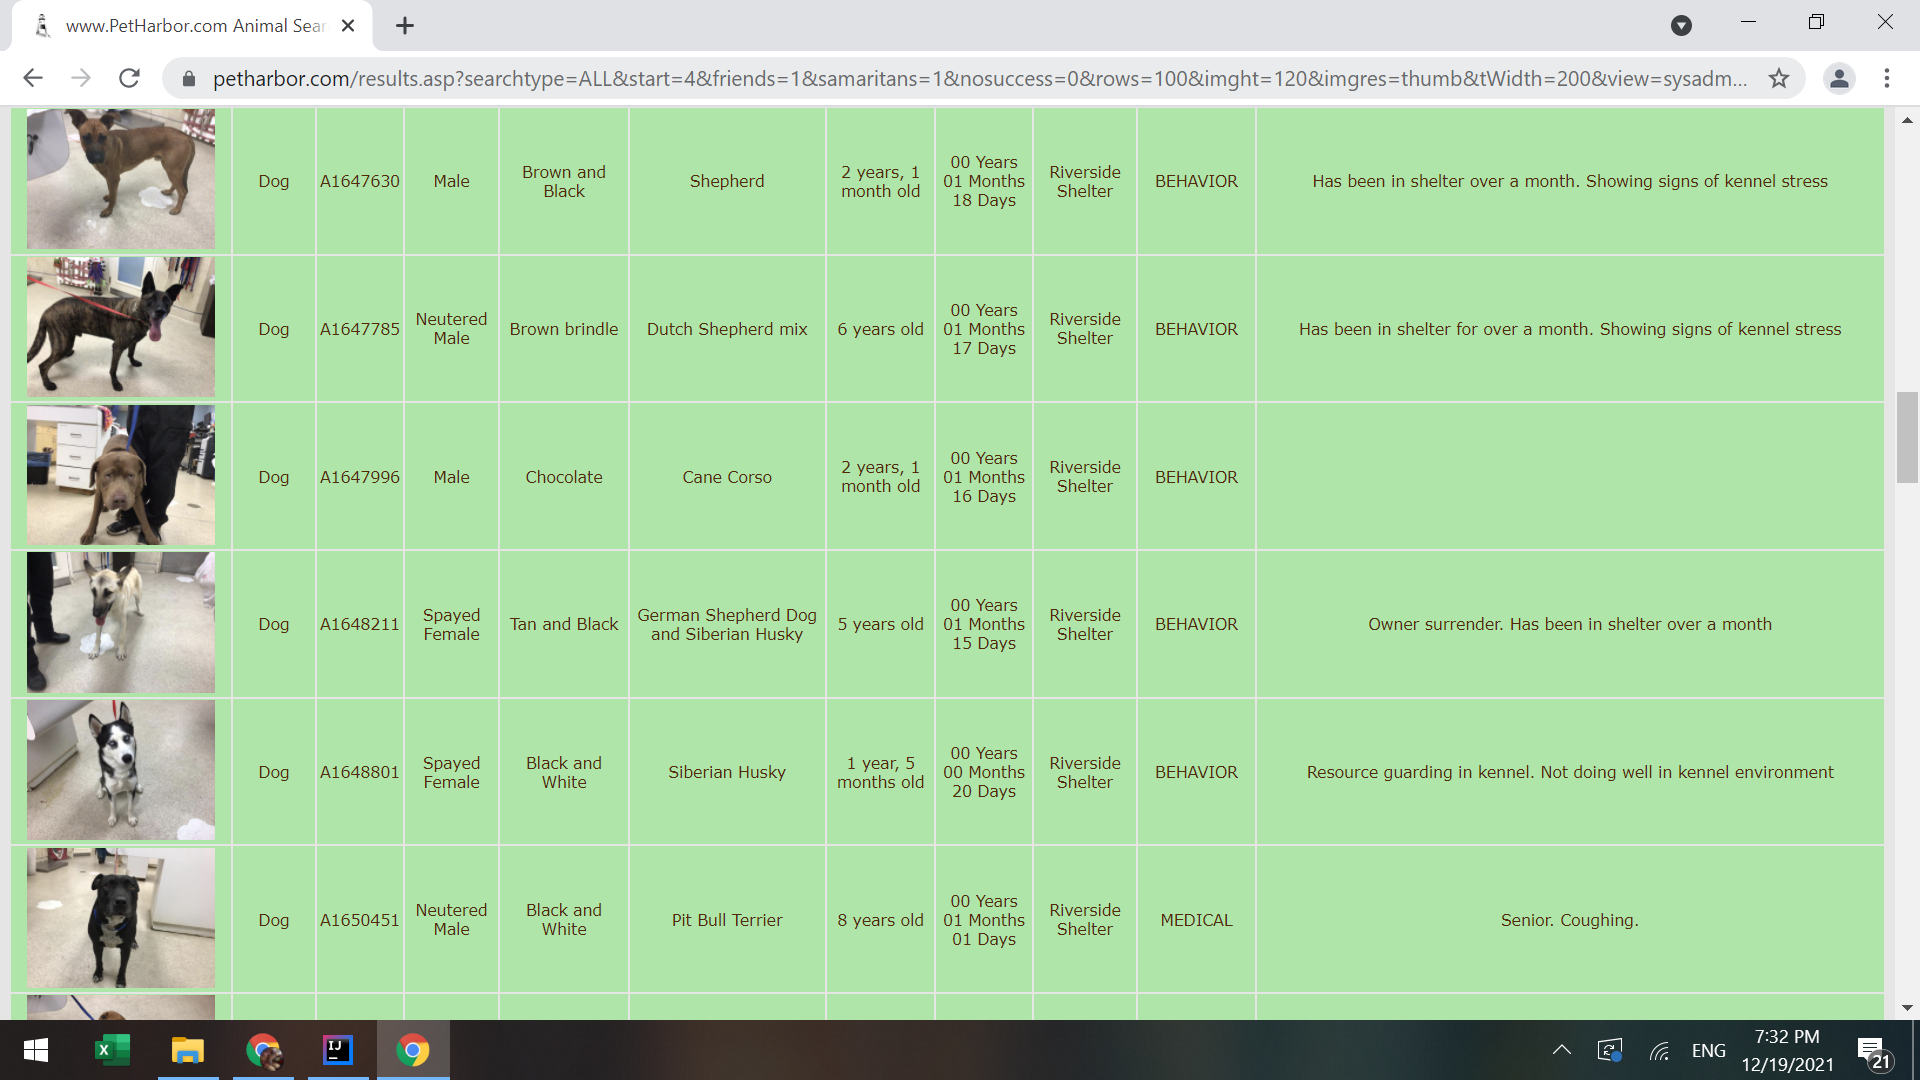 www.PetHarbor.com Animal Sear
petharbor.com/results.asp?searchtype=ALL&start=4&friends=1&samaritans=1&nosuccess=0&rows=100&imght=120&imgres=thumb&tWidth=200&view=sysadm...
Dog
A1647630
Male
Brown and
Black
Shepherd
2 years, 1
month old
00 Years
01 Months
18 Days
Riverside
Shelter
BEHAVIOR
Has been in shelter over a month. Showing signs of kennel stress
Dog
A1647785
Neutered
Male
Brown brindle
Dutch Shepherd mix
6 years old
00 Years
01 Months
17 Days
Riverside
Shelter
BEHAVIOR
Has been in shelter for over a month. Showing signs of kennel stress
Dog
A1647996
Male
Chocolate
Cane Corso
2 years, 1
month old
00 Years
01 Months
16 Days
Riverside
Shelter
BEHAVIOR
Dog
A1648211
Spayed
Female
Tan and Black
German Shepherd Dog
and Siberian Husky
5 years old
00 Years
01 Months
15 Days
Riverside
Shelter
BEHAVIOR
Owner surrender. Has been in shelter over a month
Dog
A1648801
Spayed
Female
Black and
White
Siberian Husky
1 year, 5
months old
00 Years
00 Months
20 Days
Riverside
Shelter
BEHAVIOR
Resource guarding in kennel. Not doing well in kennel environment
Dog
A1650451
Neutered
Male
Black and
White
Pit Bull Terrier
8 years old
00 Years
01 Months
01 Days
Riverside
Shelter
MEDICAL
Senior. Coughing.
X
IJ
ENG
7:32 PM
12/19/2021
21